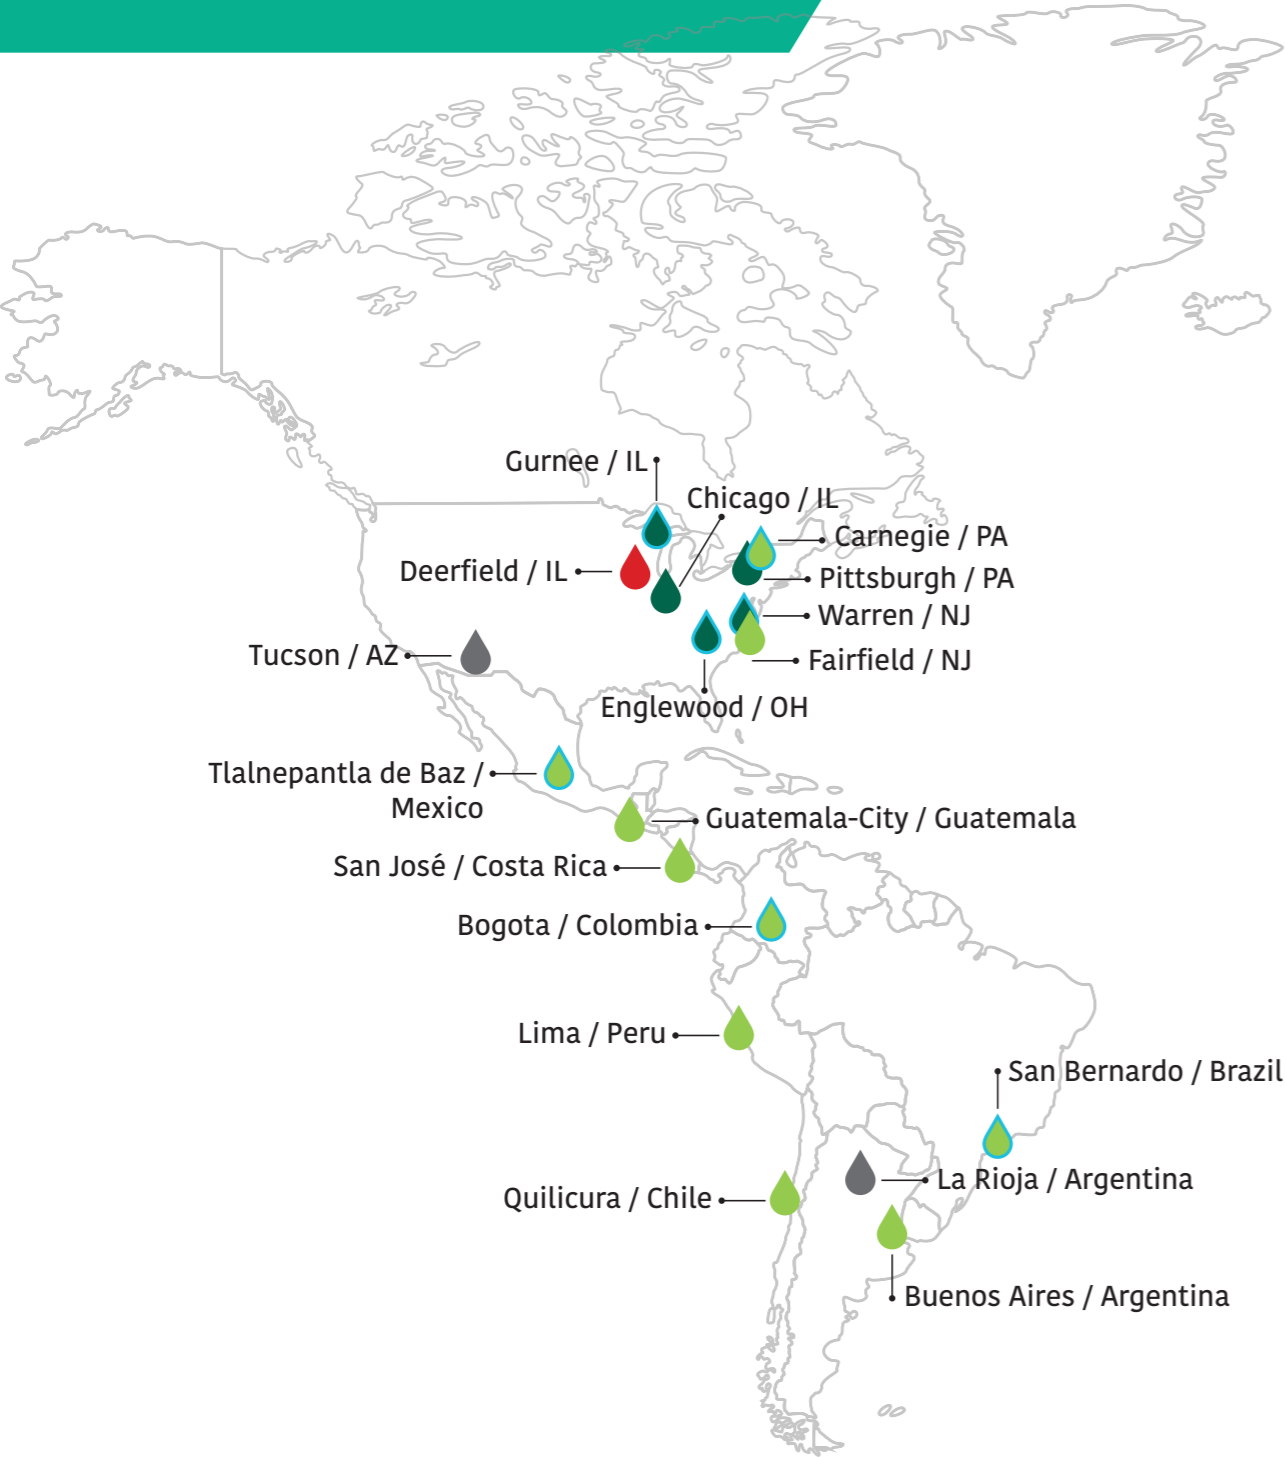 Gurnee / IL
Chicago / IL
Carnegie / PA
Deerfield / IL
Pittsburgh / PA
Warren / NJ
Tucson / AZ
Fairfield / NJ
Englewood / OH
Tlalnepantla de Baz /
Mexico
Guatemala-City / Guatemala
San José / Costa Rica
Bogota / Colombia
Lima / Peru
San Bernardo / Brazil
La Rioja / Argentina
Quilicura / Chile
Buenos Aires / Argentina